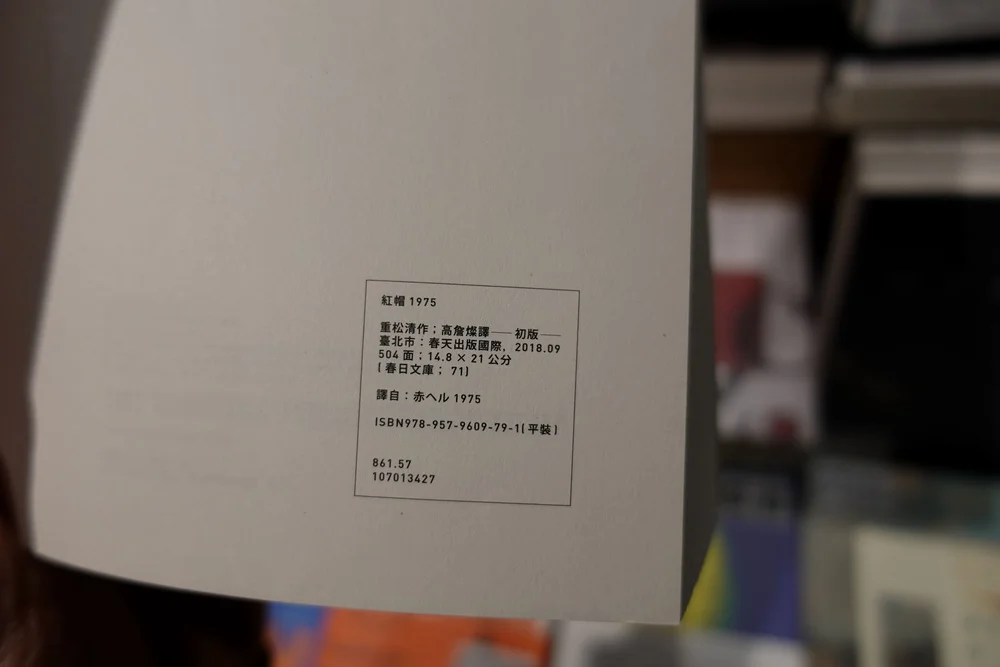 紅帽 1975
重松清作；高詹燦譯── 初版──
臺北市：春天出版國際, 2018.09
504 面；14.8 × 21 公分
(春日文庫； 71)
譯自：赤ヘル 1975
ISBN978-957-9609-79-1(平裝)
861.57
107013427